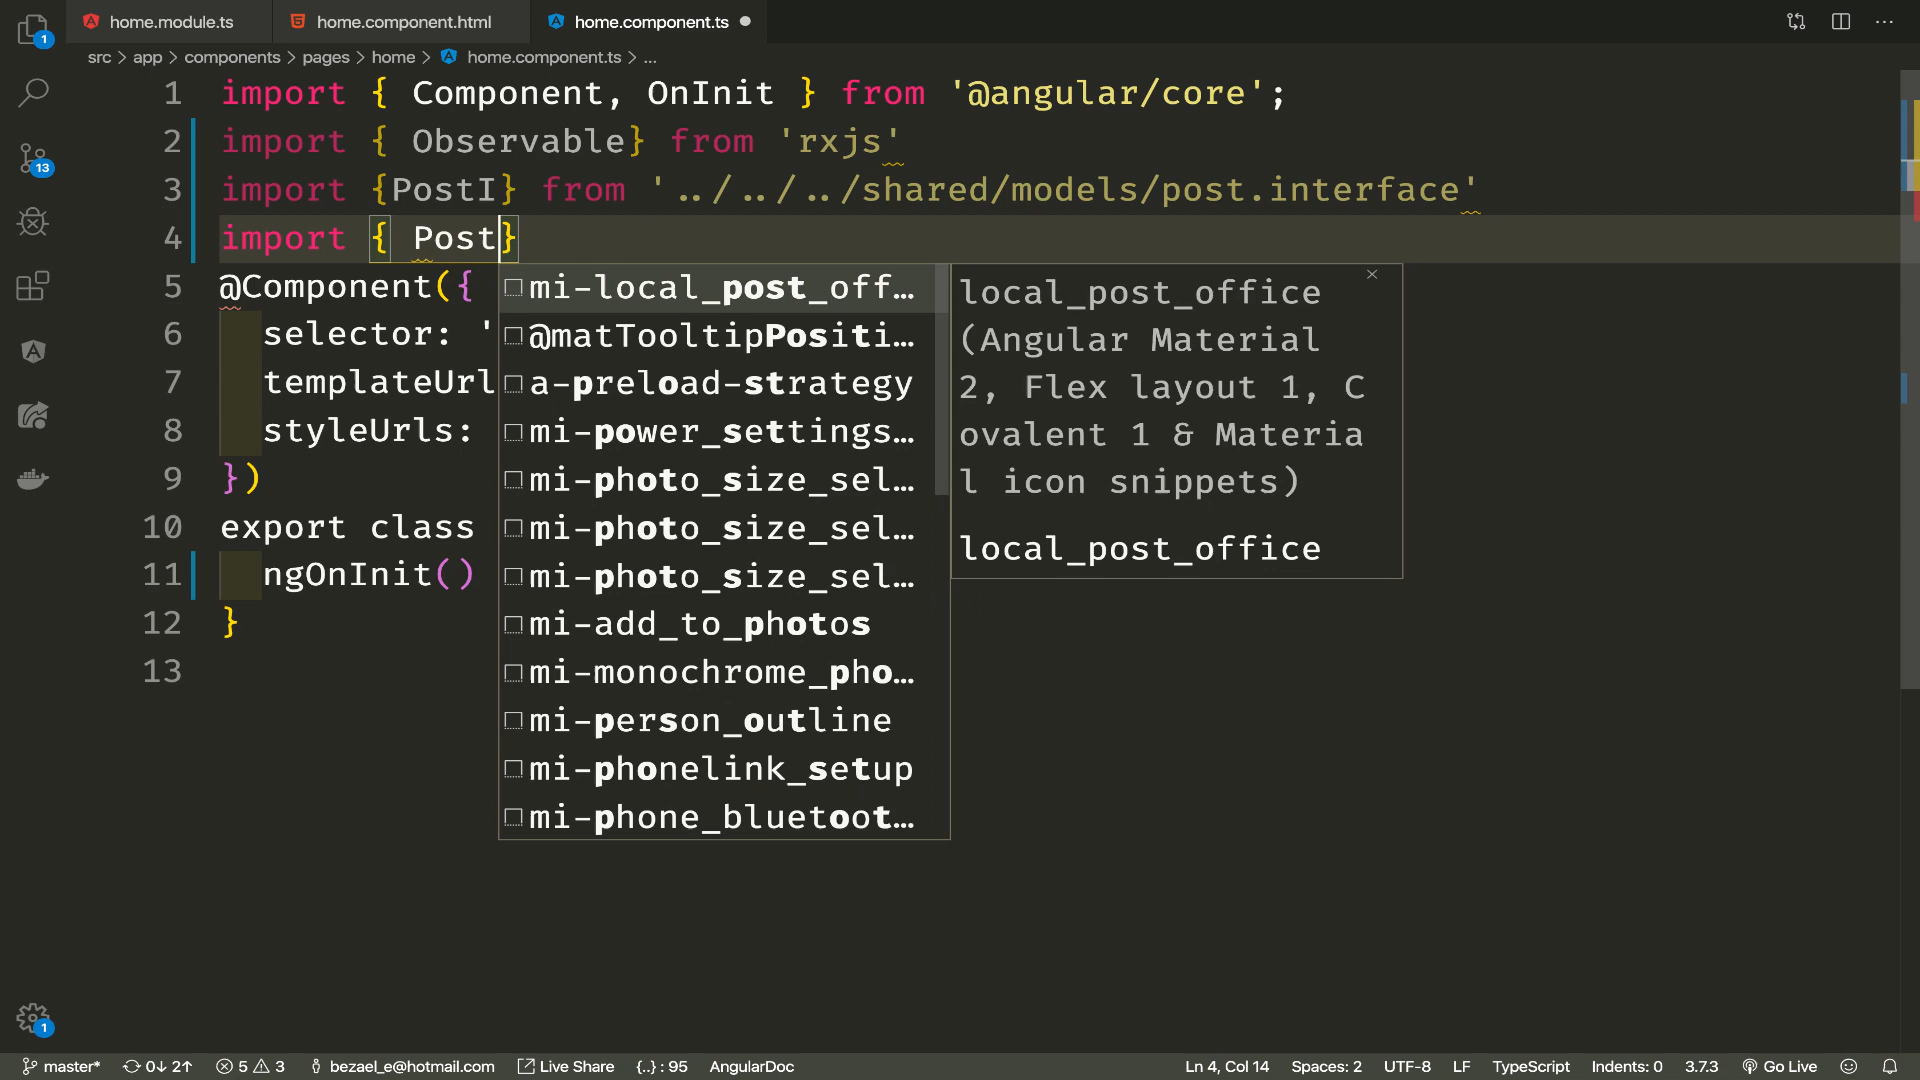 home.module.ts
home.component.html
home.component.ts
src > app > components > pages > home > home.component.ts > ...
1 import { Component, OnInit } from '@angular/core';
2 import { Observable} from 'rxjs'
3 import {PostI} from '../../../shared/models/post.interface'
4 import { Post}
5 @Component({
6 selector: '
7 templateUrl
8 styleUrls:
9 })
10 export class
11 ngOnInit()
12 }
13
mi-local_post_off...
@matTooltipPositi...
a-preload-strategy
mi-power_settings...
mi-photo_size_sel...
mi-photo_size_sel...
mi-photo_size_sel...
mi-add_to_photos
mi-monochrome_pho...
mi-person_outline
mi-phonelink_setup
mi-phone_bluetoot...
local_post_office
(Angular Material
2, Flex layout 1, C
ovalent 1 & Materia
l icon snippets)
local_post_office
1
13
1
master* 0↓ 2↑ 5 3 bezael_e@hotmail.com Live Share {..} : 95 AngularDoc Ln 4, Col 14 Spaces: 2 UTF-8 LF TypeScript Indents: 0 3.7.3 Go Live